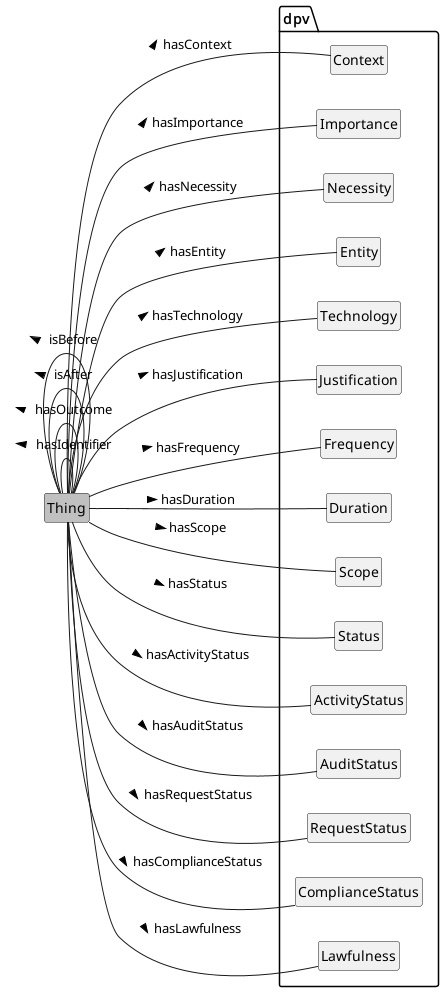 dpv
hasContext
Context
hasImportance
Importance
hasNecessity
Necessity
hasEntity
Entity
hasTechnology
Technology
isBefore
isAfter
hasJustification
Justification
hasOutcome
hasIdentifier
hasFrequency
Frequency
Thing
hasDuration
Duration
hasScope
Scope
hasStatus
Status
hasActivityStatus
ActivityStatus
hasAuditStatus
AuditStatus
hasRequestStatus
RequestStatus
hasComplianceStatus
ComplianceStatus
hasLawfulness
Lawfulness